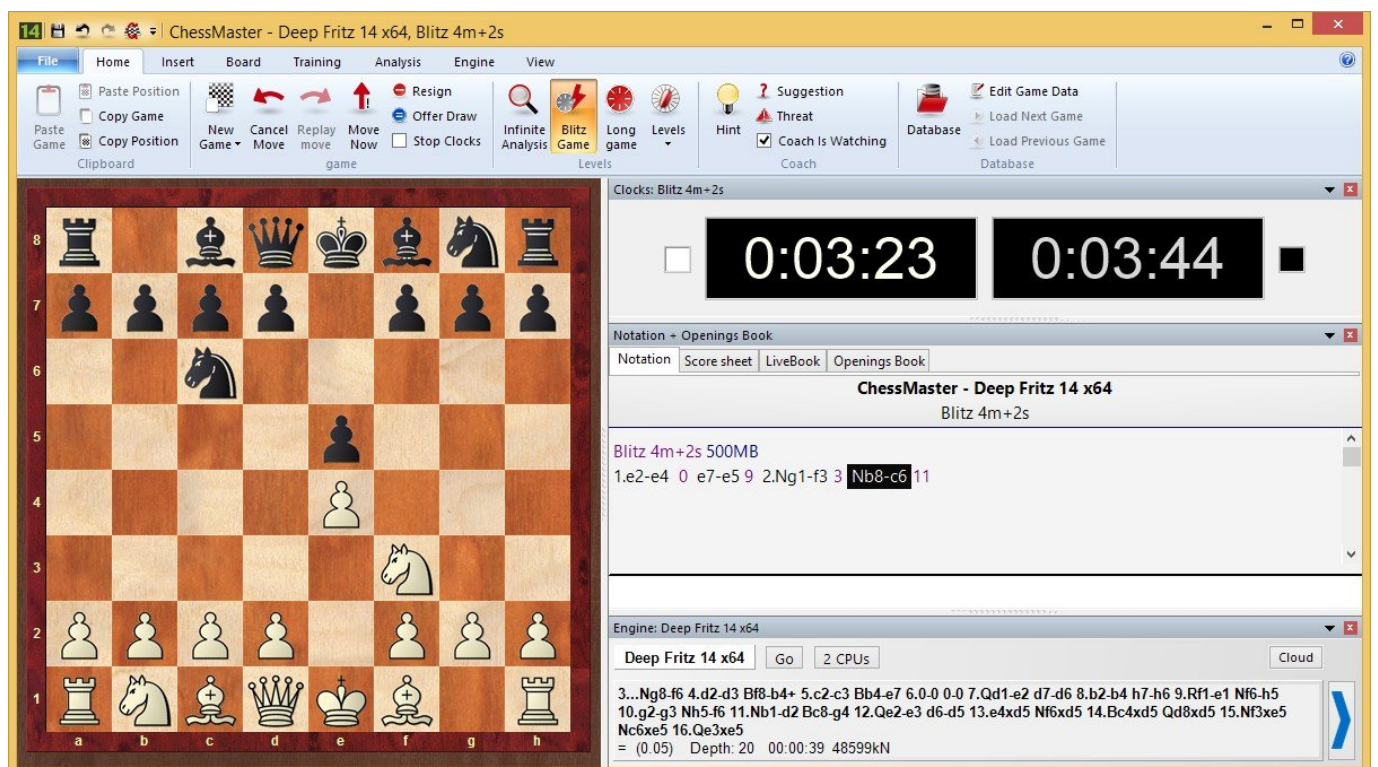 14 ChessMaster - Deep Fritz 14 x64, Blitz 4m+2s
File Home Insert Board Training Analysis Engine View
Paste Game
Paste Position
Copy Game
Copy Position
Clipboard
New Game
Cancel Move
Replay move
Move Now
Resign
Offer Draw
Stop Clocks
game
Infinite Analysis
Blitz Game
Long game
Levels
Levels
Hint
? Suggestion
Threat
Coach Is Watching
Coach
Database
Edit Game Data
Load Next Game
Load Previous Game
Database
8
7
6
5
4
3
2
1
a b c d e f g h
Clocks: Blitz 4m+2s
0:03:23 0:03:44
Notation + Openings Book
Notation Score sheet LiveBook Openings Book
ChessMaster - Deep Fritz 14 x64
Blitz 4m+2s
Blitz 4m+2s 500MB
1.e2-e4 0 e7-e5 9 2.Ng1-f3 3 Nb8-c6 11
Engine: Deep Fritz 14 x64
Deep Fritz 14 x64 Go 2 CPUs Cloud
3...Ng8-f6 4.d2-d3 Bf8-b4+ 5.c2-c3 Bb4-e7 6.0-0 0-0 7.Qd1-e2 d7-d6 8.b2-b4 h7-h6 9.Rf1-e1 Nf6-h5
10.g2-g3 Nh5-f6 11.Nb1-d2 Bc8-g4 12.Qe2-e3 d6-d5 13.e4xd5 Nf6xd5 14.Bc4xd5 Qd8xd5 15.Nf3xe5
Nc6xe5 16.Qe3xe5
= (0.05) Depth: 20 00:00:39 48599kN